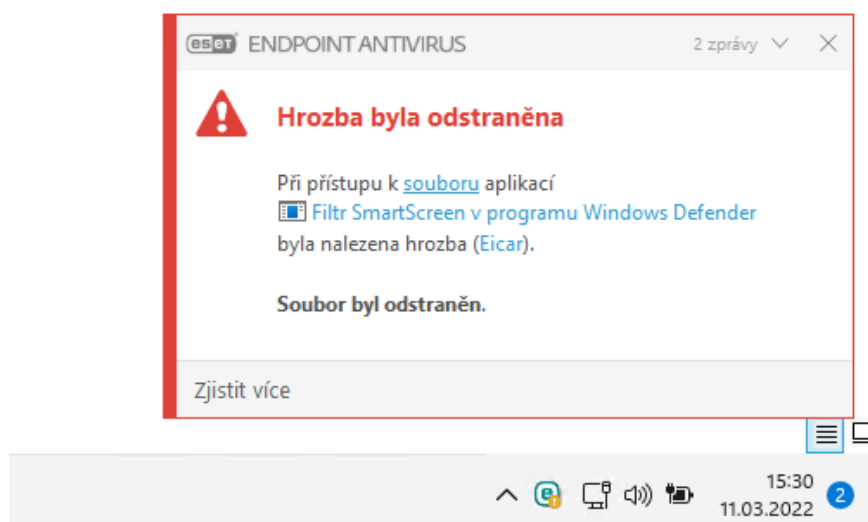 eset ENDPOINT ANTIVIRUS 2 zprávy
Hrozba byla odstraněna
Při přístupu k souboru aplikací
Filtr SmartScreen v programu Windows Defender
byla nalezena hrozba (Eicar).
Soubor byl odstraněn.
Zjistit více
15:30
11.03.2022
2